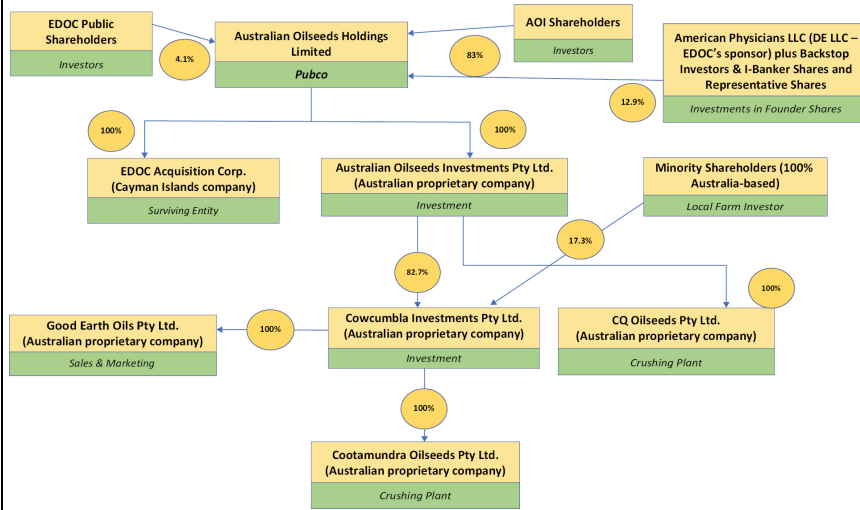 EDOC Public
Shareholders
Investors
4.1%
Australian Oilseeds Holdings
Limited
Pubco
AOI Shareholders
Investors
83%
American Physicians LLC (DE LLC –
EDOC's sponsor) plus Backstop
Investors & I-Banker Shares and
Representative Shares
Investments in Founder Shares
12.9%
100%
100%
EDOC Acquisition Corp.
(Cayman Islands company)
Surviving Entity
Australian Oilseeds Investments Pty Ltd.
(Australian proprietary company)
Investment
Minority Shareholders (100%
Australia-based)
Local Farm Investor
17.3%
82.7%
100%
Good Earth Oils Pty Ltd.
(Australian proprietary company)
Sales & Marketing
100%
Cowcumbla Investments Pty Ltd.
(Australian proprietary company)
Investment
CQ Oilseeds Pty Ltd.
(Australian proprietary company)
Crushing Plant
100%
Cootamundra Oilseeds Pty Ltd.
(Australian proprietary company)
Crushing Plant